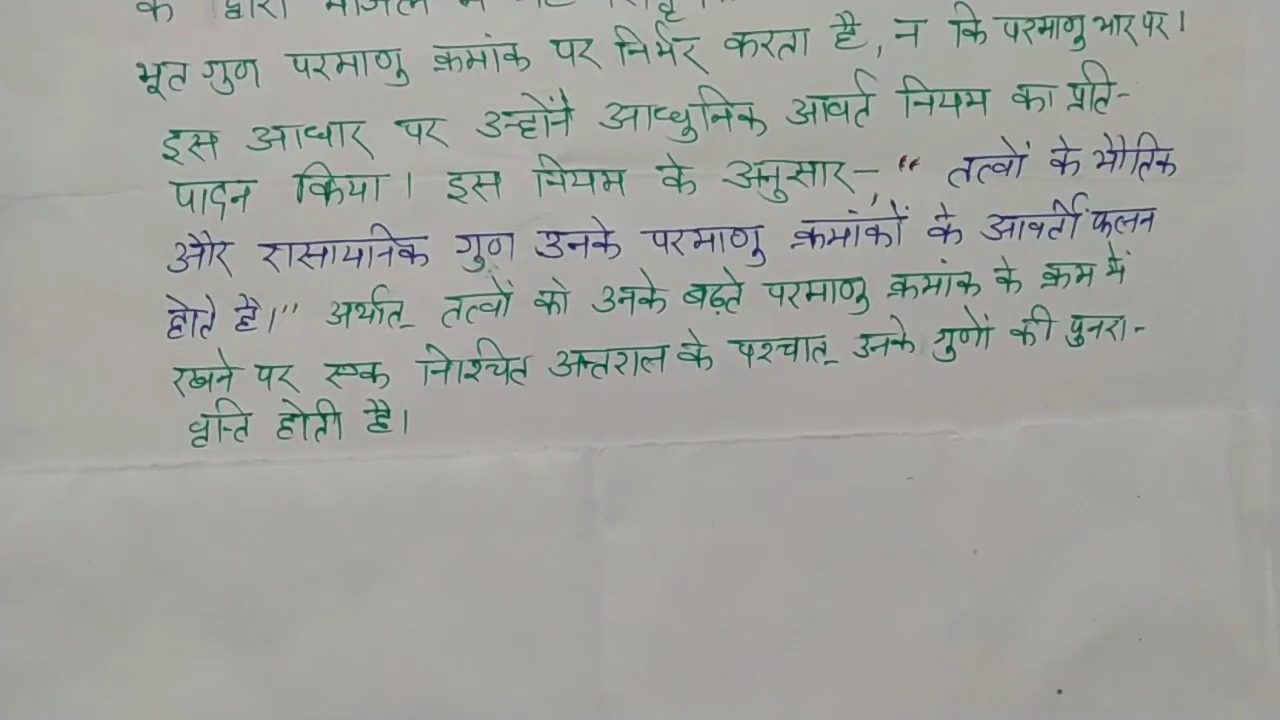 के द्वारा
भूत गुण परमाणु क्रमांक पर निर्भर करता है, न कि परमाणु भार पर।
इस आधार पर उन्होंने आधुनिक आवर्त नियम का प्रति-
पादन किया। इस नियम के अनुसार - " तत्वों के भौतिक
और रासायनिक गुण उनके परमाणु क्रमांकों के आवर्ती फलन
होते है।" अर्थात् तत्वों को उनके बढ़ते परमाणु क्रमांक के क्रम में
रखने पर एक निश्चित अन्तराल के पश्चात् उनके गुणों की पुनरा-
वृत्ति होती है।